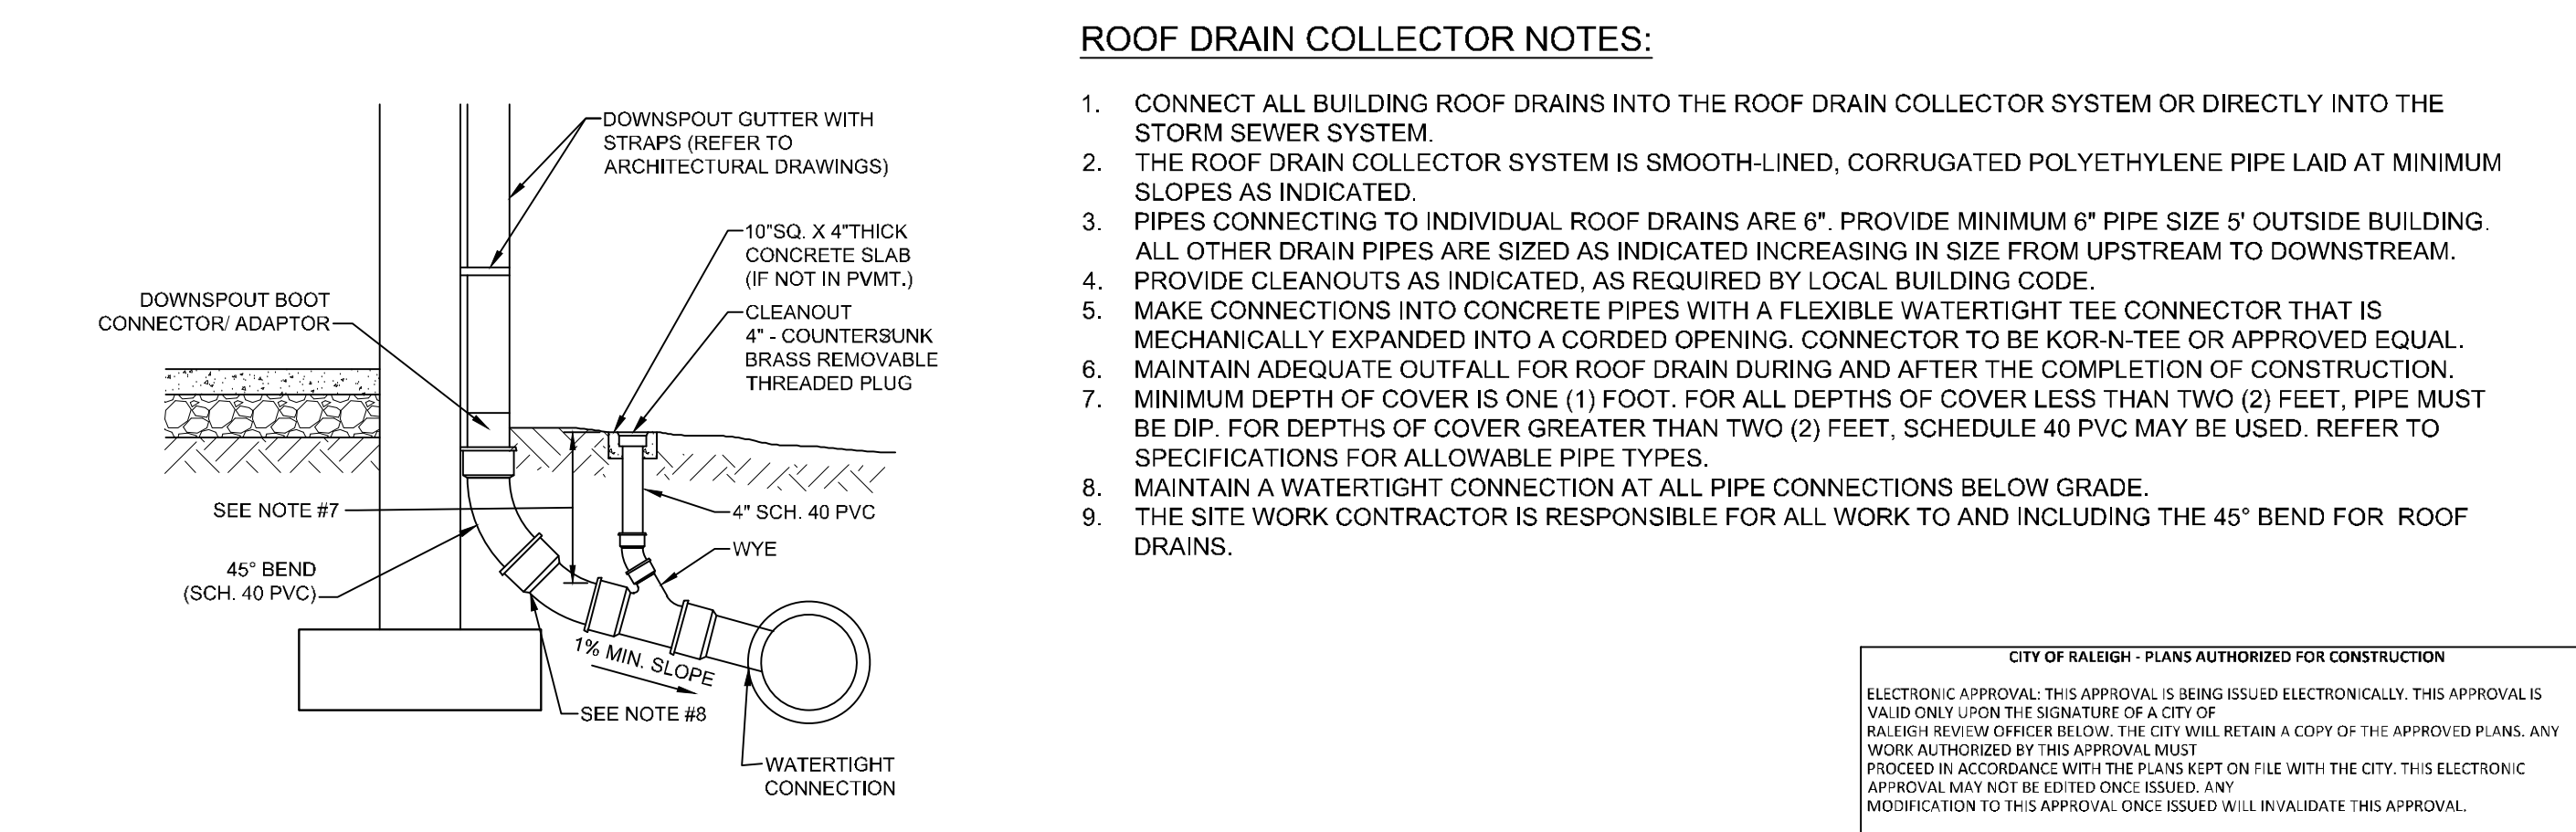 DOWNSPOUT GUTTER WITH
STRAPS (REFER TO
ARCHITECTURAL DRAWINGS)
10"SQ. X 4"THICK
CONCRETE SLAB
(IF NOT IN PVMT.)
CLEANOUT
4" - COUNTERSUNK
BRASS REMOVABLE
THREADED PLUG
DOWNSPOUT BOOT
CONNECTOR/ ADAPTOR
SEE NOTE #7
4" SCH. 40 PVC
WYE
45° BEND
(SCH. 40 PVC)
1% MIN. SLOPE
SEE NOTE #8
WATERTIGHT
CONNECTION
ROOF DRAIN COLLECTOR NOTES:
1. CONNECT ALL BUILDING ROOF DRAINS INTO THE ROOF DRAIN COLLECTOR SYSTEM OR DIRECTLY INTO THE
STORM SEWER SYSTEM.
2. THE ROOF DRAIN COLLECTOR SYSTEM IS SMOOTH-LINED, CORRUGATED POLYETHYLENE PIPE LAID AT MINIMUM
SLOPES AS INDICATED.
3. PIPES CONNECTING TO INDIVIDUAL ROOF DRAINS ARE 6". PROVIDE MINIMUM 6" PIPE SIZE 5' OUTSIDE BUILDING.
ALL OTHER DRAIN PIPES ARE SIZED AS INDICATED INCREASING IN SIZE FROM UPSTREAM TO DOWNSTREAM.
4. PROVIDE CLEANOUTS AS INDICATED, AS REQUIRED BY LOCAL BUILDING CODE.
5. MAKE CONNECTIONS INTO CONCRETE PIPES WITH A FLEXIBLE WATERTIGHT TEE CONNECTOR THAT IS
MECHANICALLY EXPANDED INTO A CORDED OPENING. CONNECTOR TO BE KOR-N-TEE OR APPROVED EQUAL.
6. MAINTAIN ADEQUATE OUTFALL FOR ROOF DRAIN DURING AND AFTER THE COMPLETION OF CONSTRUCTION.
7. MINIMUM DEPTH OF COVER IS ONE (1) FOOT. FOR ALL DEPTHS OF COVER LESS THAN TWO (2) FEET, PIPE MUST
BE DIP. FOR DEPTHS OF COVER GREATER THAN TWO (2) FEET, SCHEDULE 40 PVC MAY BE USED. REFER TO
SPECIFICATIONS FOR ALLOWABLE PIPE TYPES.
8. MAINTAIN A WATERTIGHT CONNECTION AT ALL PIPE CONNECTIONS BELOW GRADE.
9. THE SITE WORK CONTRACTOR IS RESPONSIBLE FOR ALL WORK TO AND INCLUDING THE 45° BEND FOR ROOF
DRAINS.
CITY OF RALEIGH - PLANS AUTHORIZED FOR CONSTRUCTION
ELECTRONIC APPROVAL: THIS APPROVAL IS BEING ISSUED ELECTRONICALLY. THIS APPROVAL IS
VALID ONLY UPON THE SIGNATURE OF A CITY OF
RALEIGH REVIEW OFFICER BELOW. THE CITY WILL RETAIN A COPY OF THE APPROVED PLANS. ANY
WORK AUTHORIZED BY THIS APPROVAL MUST
PROCEED IN ACCORDANCE WITH THE PLANS KEPT ON FILE WITH THE CITY. THIS ELECTRONIC
APPROVAL MAY NOT BE EDITED ONCE ISSUED. ANY
MODIFICATION TO THIS APPROVAL ONCE ISSUED WILL INVALIDATE THIS APPROVAL.